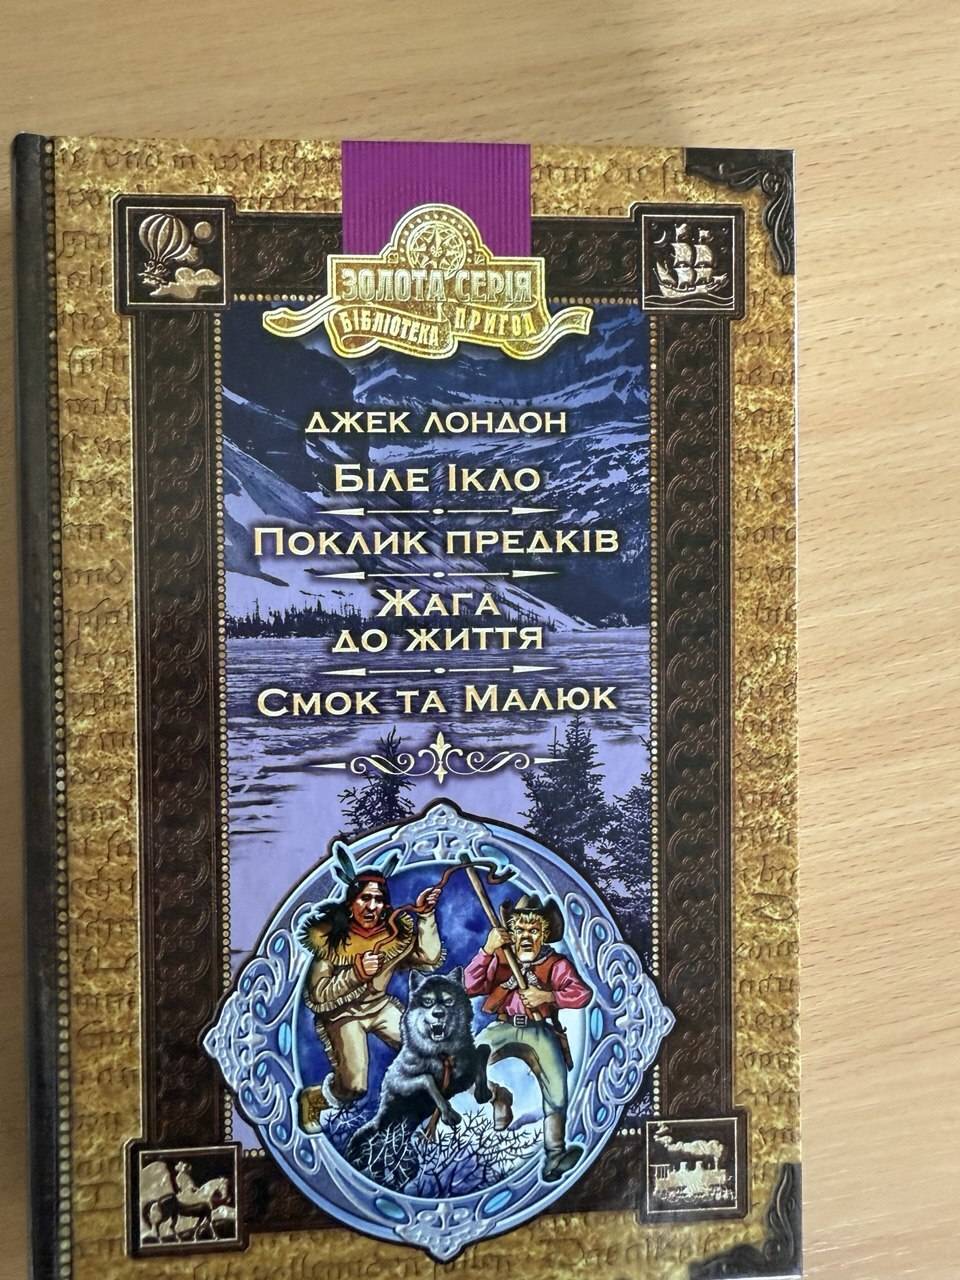 ЗОЛОТА СЕРІЯ
БІБЛІОТЕКА ПРИГОД
ДЖЕК ЛОНДОН
БІЛЕ ІКЛО
ПОКЛИК ПРЕДКІВ
ЖАГА
ДО ЖИТТЯ
СМОК ТА МАЛЮК